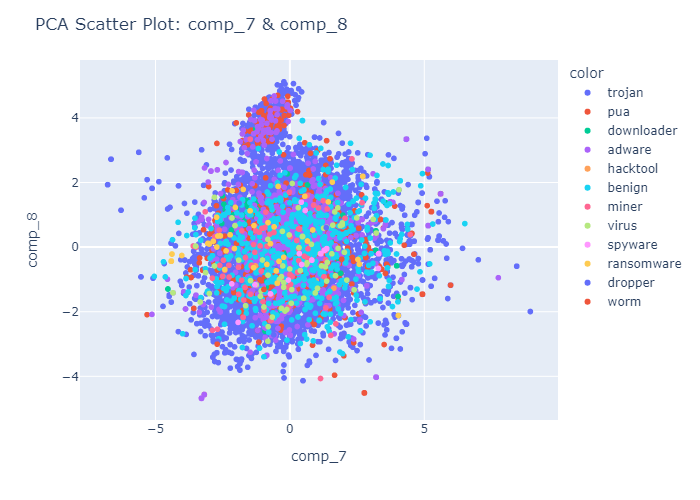 PCA Scatter Plot: comp_7 & comp_8
color
trojan
pua
downloader
adware
hacktool
benign
miner
virus
spyware
ransomware
dropper
worm
4
2
0
−2
−4
comp_8
−5
0
5
comp_7